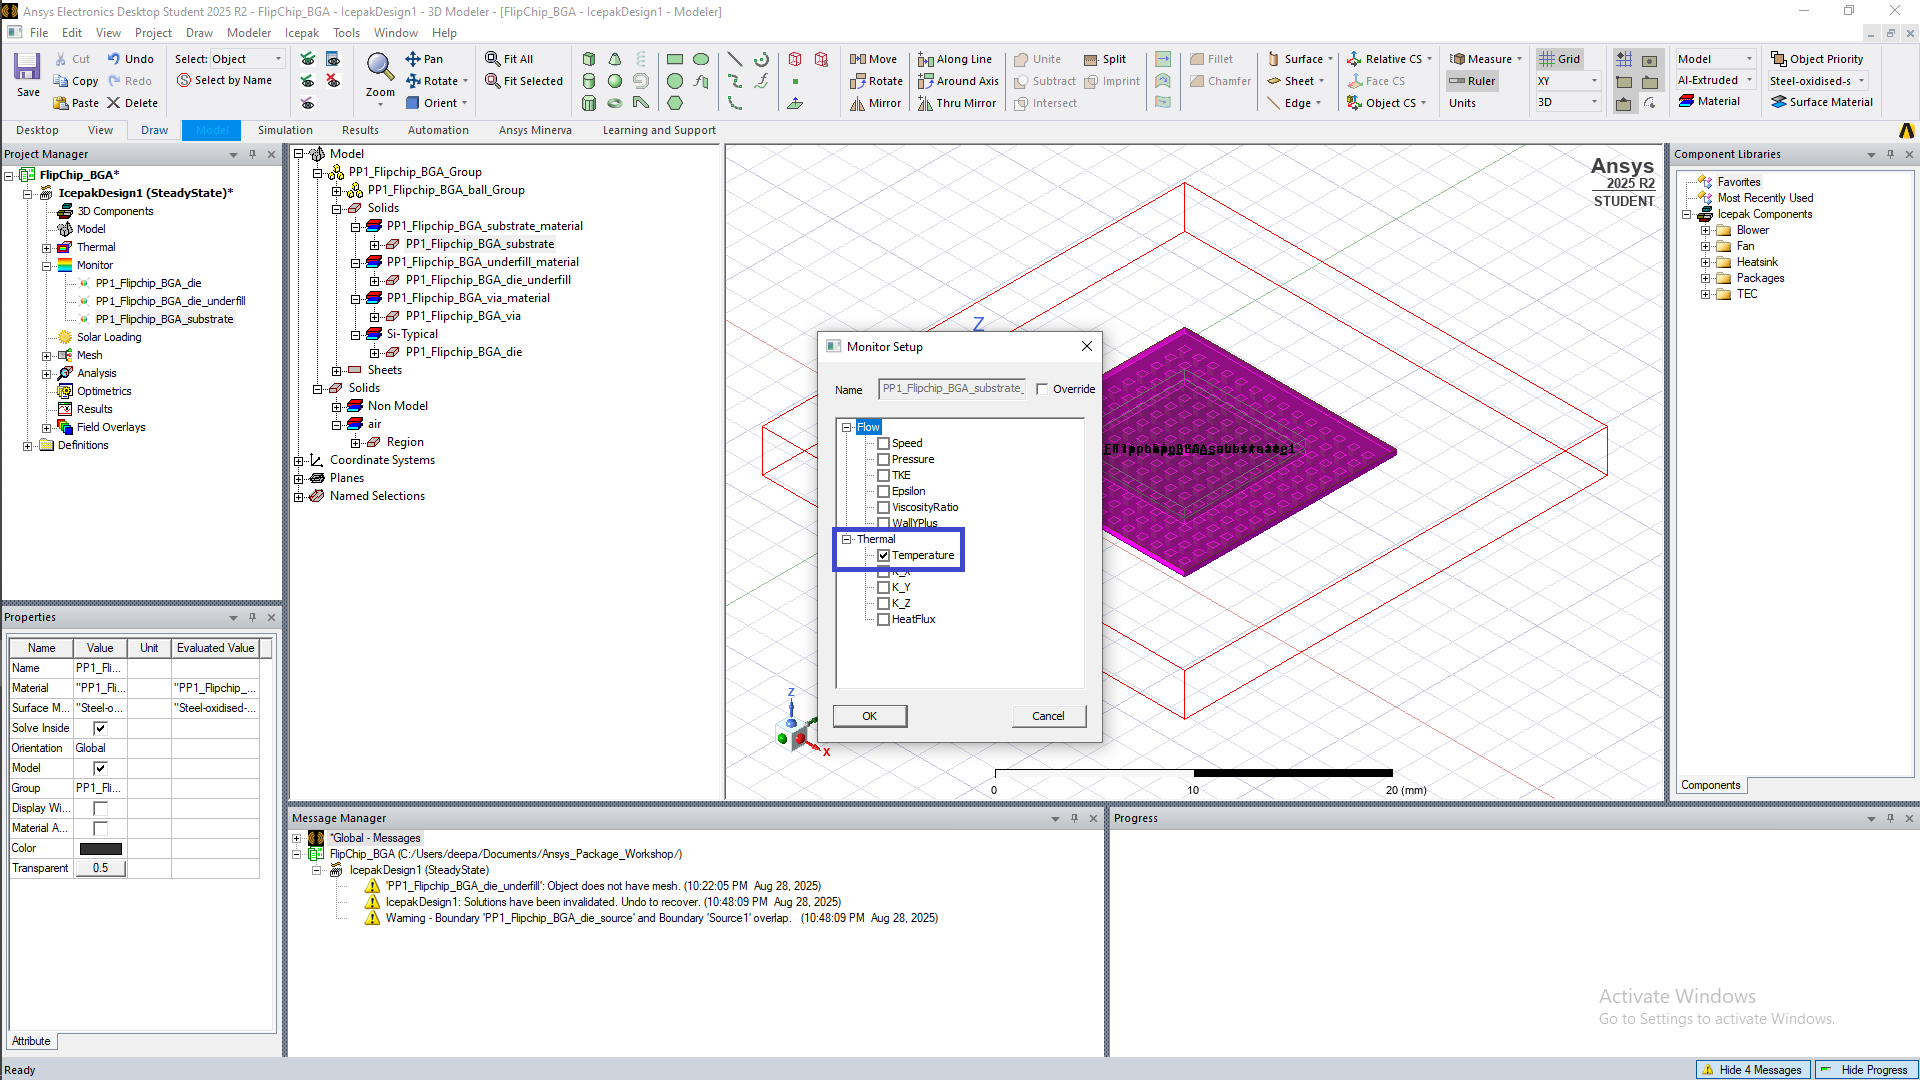 Ansys Electronics Desktop Student 2025 R2 - FlipChip_BGA - IcepakDesign1 - 3D Modeler - [FlipChip_BGA - IcepakDesign1 - Modeler]
File Edit View Project Draw Modeler Icepak Tools Window Help
Save
Cut Undo
Copy Redo
Paste Delete
Select: Object
Select by Name
Zoom
Pan
Rotate
Orient
Fit All
Fit Selected
Move
Rotate
Mirror
Along Line
Around Axis
Thru Mirror
Unite Split
Subtract Imprint
Intersect
Fillet
Chamfer
Surface
Sheet
Edge
Relative CS
Face CS
Object CS
Measure
Ruler
Units
Grid
XY
3D
Model
Al-Extruded
Material
Object Priority
Steel-oxidised-s
Surface Material
Desktop View Draw Model Simulation Results Automation Ansys Minerva Learning and Support
Project Manager
FlipChip_BGA*
IcepakDesign1 (SteadyState)*
3D Components
Model
Thermal
Monitor
PP1_Flipchip_BGA_die
PP1_Flipchip_BGA_die_underfill
PP1_Flipchip_BGA_substrate
Solar Loading
Mesh
Analysis
Optimetrics
Results
Field Overlays
Definitions
Model
PP1_Flipchip_BGA_Group
PP1_Flipchip_BGA_ball_Group
Solids
PP1_Flipchip_BGA_substrate_material
PP1_Flipchip_BGA_substrate
PP1_Flipchip_BGA_underfill_material
PP1_Flipchip_BGA_die_underfill
PP1_Flipchip_BGA_via_material
PP1_Flipchip_BGA_via
Si-Typical
PP1_Flipchip_BGA_die
Sheets
Solids
Non Model
air
Region
Coordinate Systems
Planes
Named Selections
Ansys
2025 R2
STUDENT
Z
Z
X
0 10 20 (mm)
Monitor Setup
Name PP1_Flipchip_BGA_substrate_ Override
Flow
Speed
Pressure
TKE
Epsilon
ViscosityRatio
WallYPlus
Thermal
Temperature
K_X
K_Y
K_Z
HeatFlux
OK Cancel
Component Libraries
Favorites
Most Recently Used
Icepak Components
Blower
Fan
Heatsink
Packages
TEC
Components
Properties
Name Value Unit Evaluated Value
Name PP1_Fli...
Material "PP1_Fli... "PP1_Flipchip_...
Surface M... "Steel-o... "Steel-oxidised-...
Solve Inside
Orientation Global
Model
Group PP1_Fli...
Display Wi...
Material A...
Color
Transparent 0.5
Attribute
Message Manager
*Global - Messages
FlipChip_BGA (C:/Users/deepa/Documents/Ansys_Package_Workshop/)
IcepakDesign1 (SteadyState)
'PP1_Flipchip_BGA_die_underfill': Object does not have mesh. (10:22:05 PM Aug 28, 2025)
IcepakDesign1: Solutions have been invalidated. Undo to recover. (10:48:09 PM Aug 28, 2025)
Warning - Boundary 'PP1_Flipchip_BGA_die_source' and Boundary 'Source1' overlap. (10:48:09 PM Aug 28, 2025)
Progress
Activate Windows
Go to Settings to activate Windows.
Ready
Hide 4 Messages Hide Progress